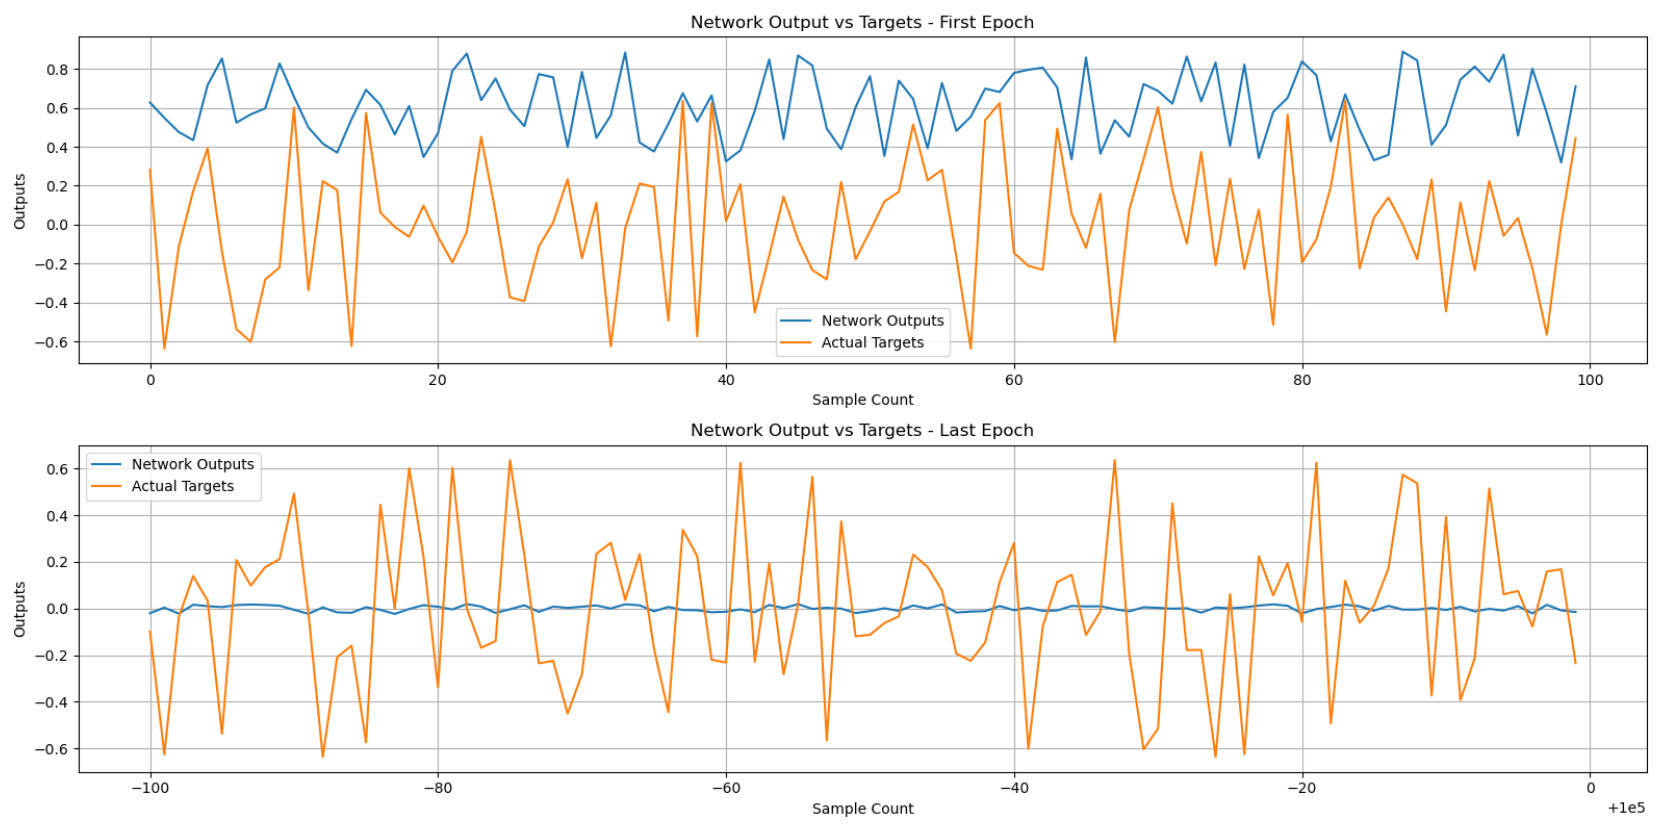 Network Output vs Targets - First Epoch
0.8
0.6
0.4
0.2
0.0
−0.2
−0.4
−0.6
Outputs
Network Outputs
Actual Targets
0 20 40 60 80 100
Sample Count
Network Output vs Targets - Last Epoch
0.6
0.4
0.2
0.0
−0.2
−0.4
−0.6
Outputs
Network Outputs
Actual Targets
−100 −80 −60 −40 −20 0
Sample Count
+1e5